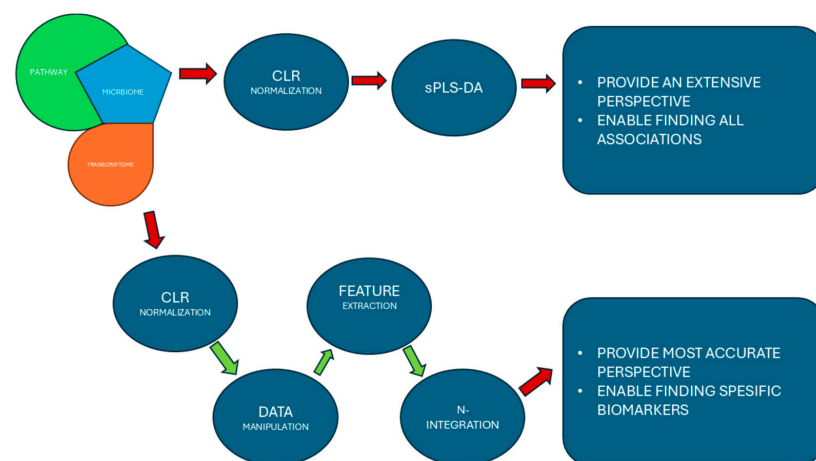 PATHWAY
MICRBIOME
TRANSCRIPTOME
CLR
NORMALIZATION
sPLS-DA
• PROVIDE AN EXTENSIVE
PERSPECTIVE
• ENABLE FINDING ALL
ASSOCIATIONS
CLR
NORMALIZATION
DATA
MANIPULATION
FEATURE
EXTRACTION
N-
INTEGRATION
• PROVIDE MOST ACCURATE
PERSPECTIVE
• ENABLE FINDING SPESIFIC
BIOMARKERS